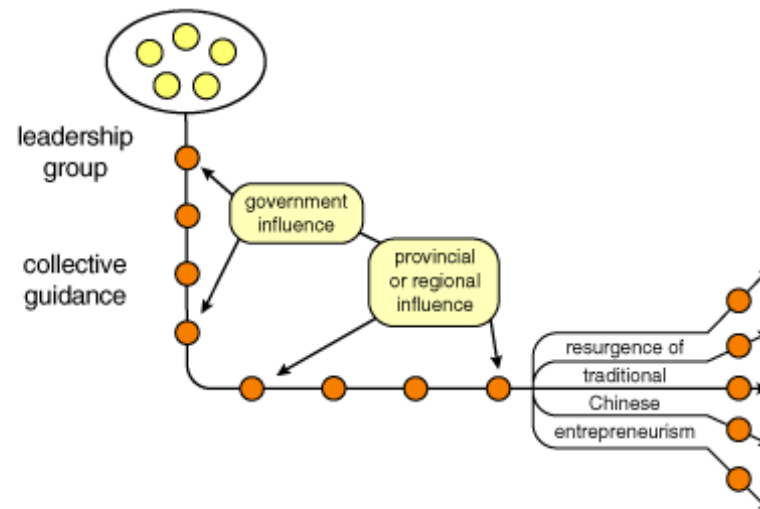 leadership
group
government
influence
collective
guidance
provincial
or regional
influence
resurgence of
traditional
Chinese
entrepreneurism